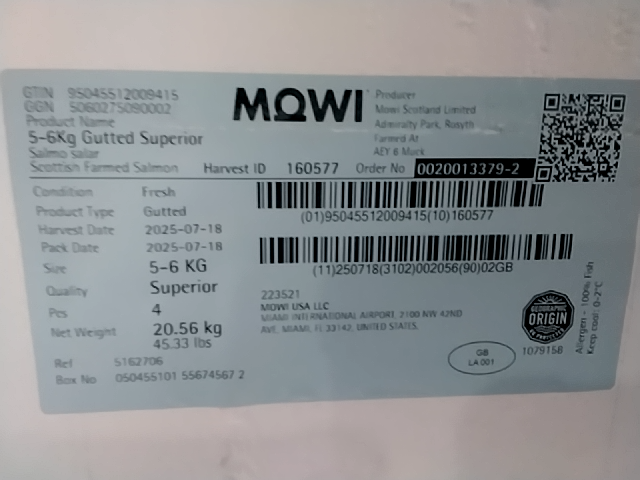 GTIN 95045512009415
GGN 5060275090002
Product Name
5-6Kg Gutted Superior
Salmo salar
Scottish Farmed Salmon
MOWI
Producer
Mowi Scotland Limited
Admiralty Park, Rosyth
Farmed At
AEY 8 Muck
Harvest ID 160577 Order No 0020013379-2
Condition Fresh
Product Type Gutted
Harvest Date 2025-07-18
Pack Date 2025-07-18
Size 5-6 KG
Quality Superior
Pcs 4
Net Weight 20.56 kg
45.33 lbs
Ref 5162706
Box No 050455101 55674567 2
(01)95045512009415(10)160577
(11)250718(3102)002056(90)02GB
223521
MOWI USA LLC
MIAMI INTERNATIONAL AIRPORT, 2100 NW 42ND
AVE, MIAMI, FL 33142, UNITED STATES.
GB
LA 001
GEOGRAPHIC
ORIGIN
1079158
Allergen - 100% Fish
Keep cool: 0-2°C